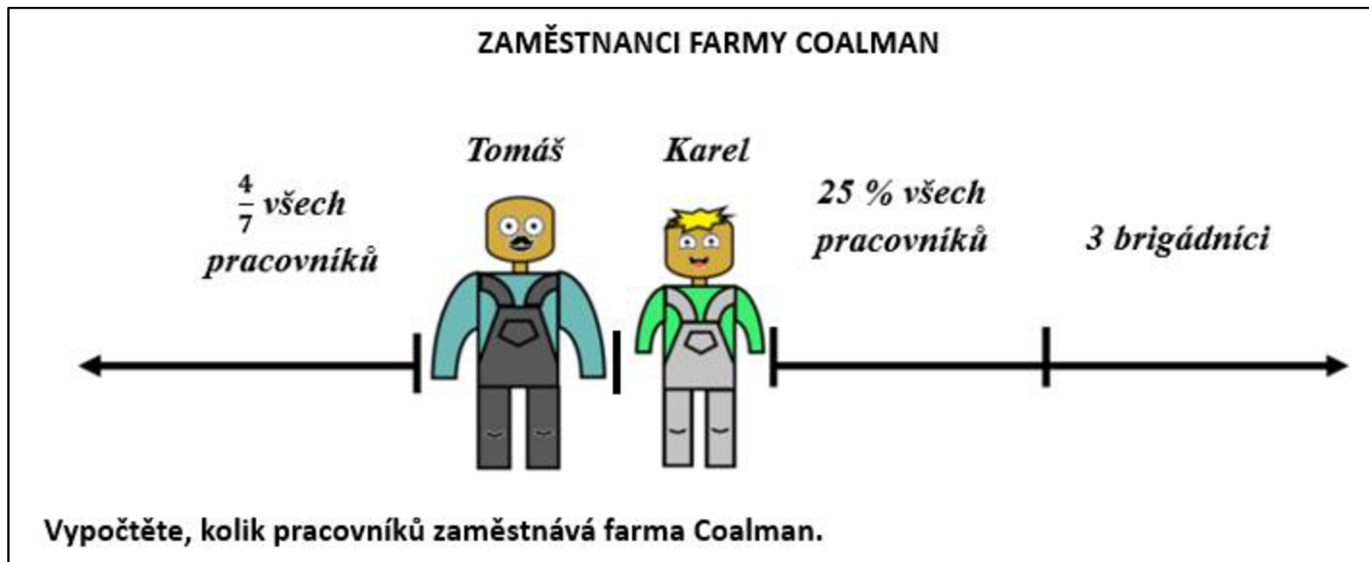 ZAMĚSTNANCI FARMY COALMAN
Tomáš
Karel
4/7 všech
pracovníků
25 % všech
pracovníků
3 brigádníci
Vypočtěte, kolik pracovníků zaměstnává farma Coalman.